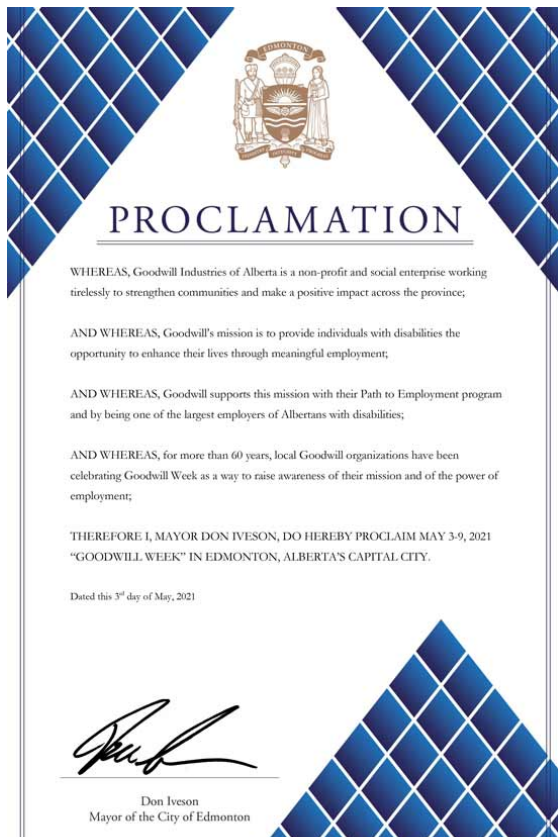 EDMONTON
PROCLAMATION
WHEREAS, Goodwill Industries of Alberta is a non-profit and social enterprise working
tirelessly to strengthen communities and make a positive impact across the province;
AND WHEREAS, Goodwill's mission is to provide individuals with disabilities the
opportunity to enhance their lives through meaningful employment;
AND WHEREAS, Goodwill supports this mission with their Path to Employment program
and by being one of the largest employers of Albertans with disabilities;
AND WHEREAS, for more than 60 years, local Goodwill organizations have been
celebrating Goodwill Week as a way to raise awareness of their mission and of the power of
employment;
THEREFORE I, MAYOR DON IVESON, DO HEREBY PROCLAIM MAY 3-9, 2021
“GOODWILL WEEK” IN EDMONTON, ALBERTA'S CAPITAL CITY.
Dated this 3rd day of May, 2021
Don Iveson
Mayor of the City of Edmonton